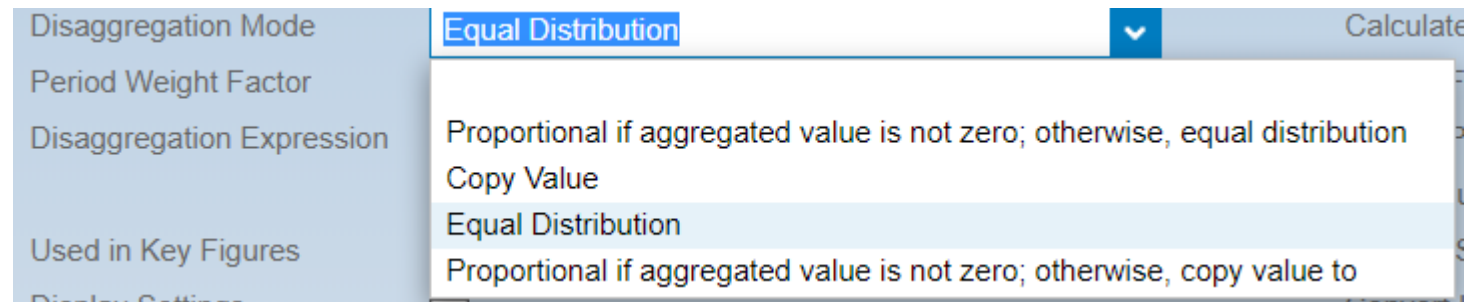 Disaggregation Mode
Equal Distribution
Calculate
Period Weight Factor
Disaggregation Expression
Proportional if aggregated value is not zero; otherwise, equal distribution
Copy Value
Equal Distribution
Used in Key Figures
Proportional if aggregated value is not zero; otherwise, copy value to